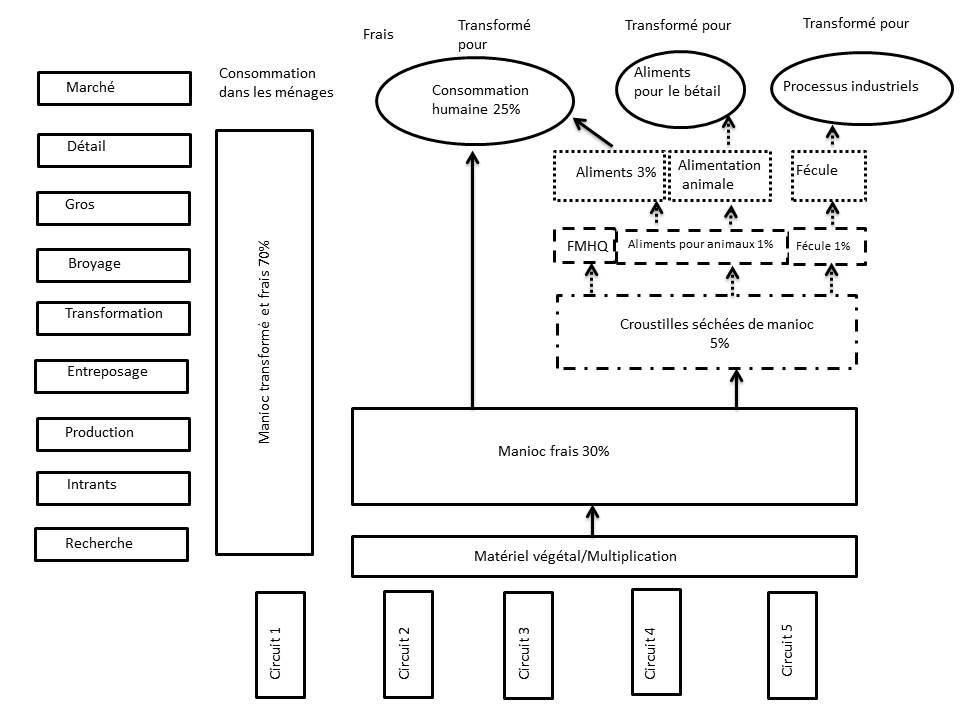 Frais
Transformé
pour
Transformé pour
Transformé pour
Marché
Détail
Gros
Broyage
Transformation
Entreposage
Production
Intrants
Recherche
Consommation
dans les ménages
Manioc transformé et frais 70%
Consommation
humaine 25%
Aliments
pour le bétail
Processus industriels
Aliments 3%
Alimentation
animale
Fécule
FMHQ
Aliments pour animaux 1%
Fécule 1%
Croustilles séchées de manioc
5%
Manioc frais 30%
Matériel végétal/Multiplication
Circuit 1
Circuit 2
Circuit 3
Circuit 4
Circuit 5